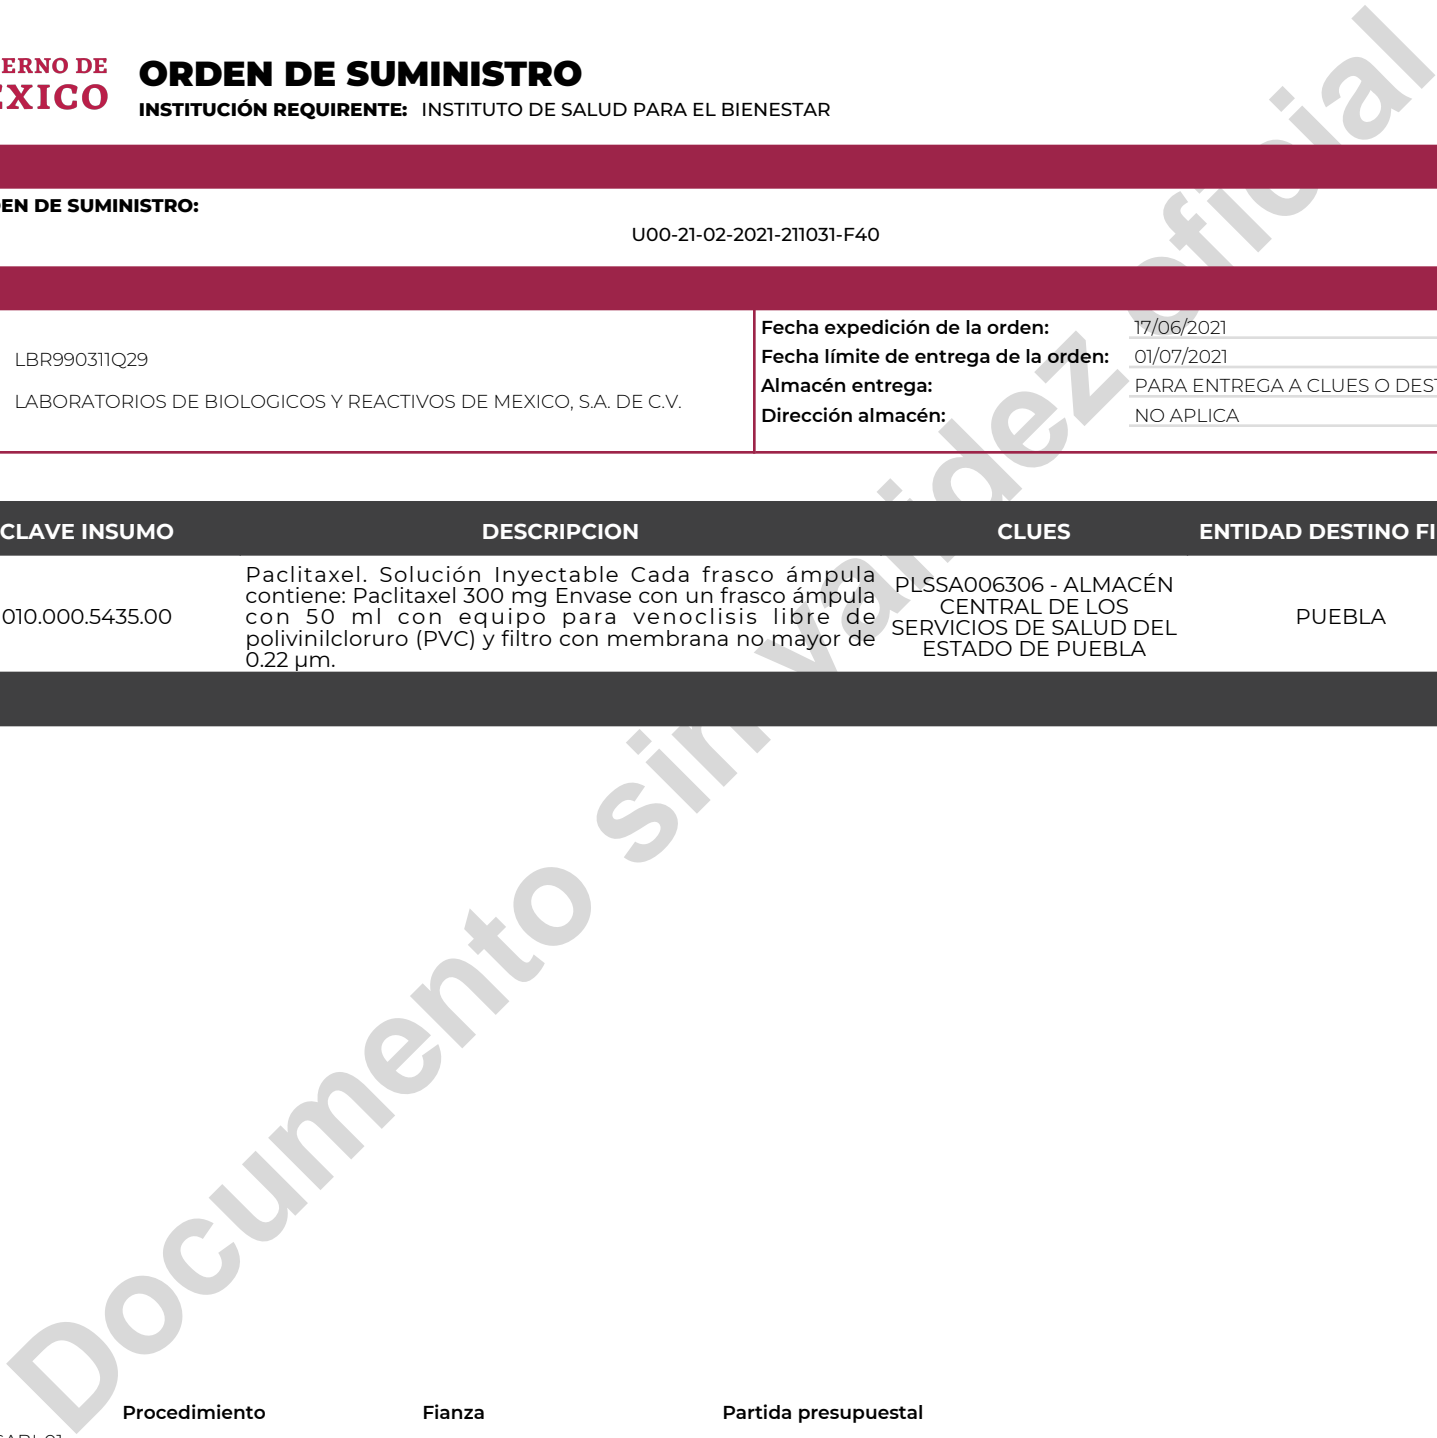 ERNO DE
ORDEN DE SUMINISTRO
INSTITUCIÓN REQUIRENTE: INSTITUTO DE SALUD PARA EL BIENESTAR
EXICO
EN DE SUMINISTRO:
U00-21-02-2021-211031-F40
LBR990311Q29
LABORATORIOS DE BIOLOGICOS Y REACTIVOS DE MEXICO, S.A. DE C.V.
Fecha expedición de la orden: 17/06/2021
Fecha límite de entrega de la orden: 01/07/2021
Almacén entrega: PARA ENTREGA A CLUES O DEST
Dirección almacén: NO APLICA
CLAVE INSUMO DESCRIPCION CLUES ENTIDAD DESTINO FI
010.000.5435.00
Paclitaxel. Solución Inyectable Cada frasco ámpula
contiene: Paclitaxel 300 mg Envase con un frasco ámpula
con 50 ml con equipo para venoclisis libre de
polivinilcloruro (PVC) y filtro con membrana no mayor de
0.22 µm.
PLSSA006306 - ALMACÉN
CENTRAL DE LOS
SERVICIOS DE SALUD DEL
ESTADO DE PUEBLA
PUEBLA
Documento sin validez oficial
Procedimiento Fianza Partida presupuestal